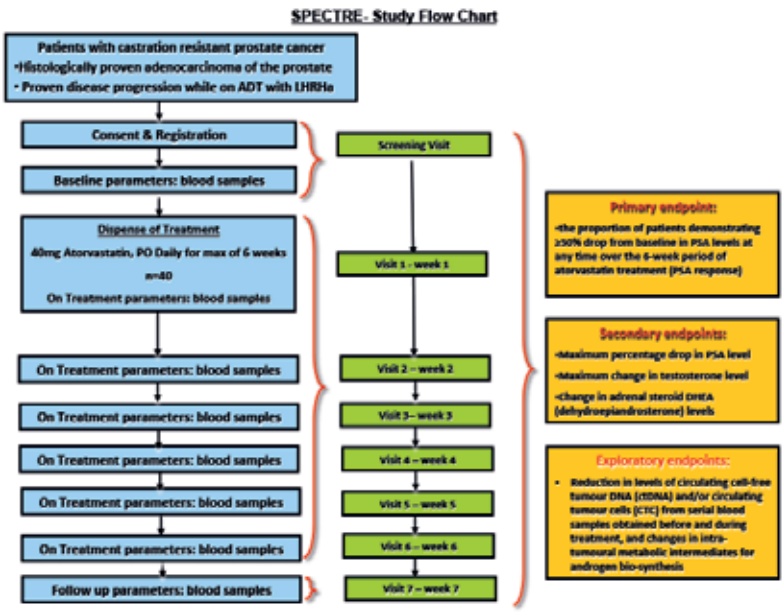 SPECTRE- Study Flow Chart
Patients with castration resistant prostate cancer
•Histologically proven adenocarcinoma of the prostate
• Proven disease progression while on ADT with LHRHa
Consent & Registration
Baseline parameters: blood samples
Dispense of Treatment
40mg Atorvastatin, PO Daily for max of 6 weeks
n=40
On Treatment parameters: blood samples
On Treatment parameters: blood samples
On Treatment parameters: blood samples
On Treatment parameters: blood samples
On Treatment parameters: blood samples
On Treatment parameters: blood samples
Follow up parameters: blood samples
Screening Visit
Visit 1 - week 1
Visit 2 – week 2
Visit 3– week 3
Visit 4 – week 4
Visit 5 – week 5
Visit 6 – week 6
Visit 7 – week 7
Primary endpoint:
•the proportion of patients demonstrating
≥50% drop from baseline in PSA levels at
any time over the 6-week period of
atorvastatin treatment (PSA response)
Secondary endpoints:
•Maximum percentage drop in PSA level
•Maximum change in testosterone level
•Change in adrenal steroid DHEA
(dehydroepiandrosterone) levels
Exploratory endpoints:
• Reduction in levels of circulating cell-free
tumour DNA (ctDNA) and/or circulating
tumour cells (CTC) from serial blood
samples obtained before and during
treatment, and changes in intra-
tumoural metabolic intermediates for
androgen bio-synthesis